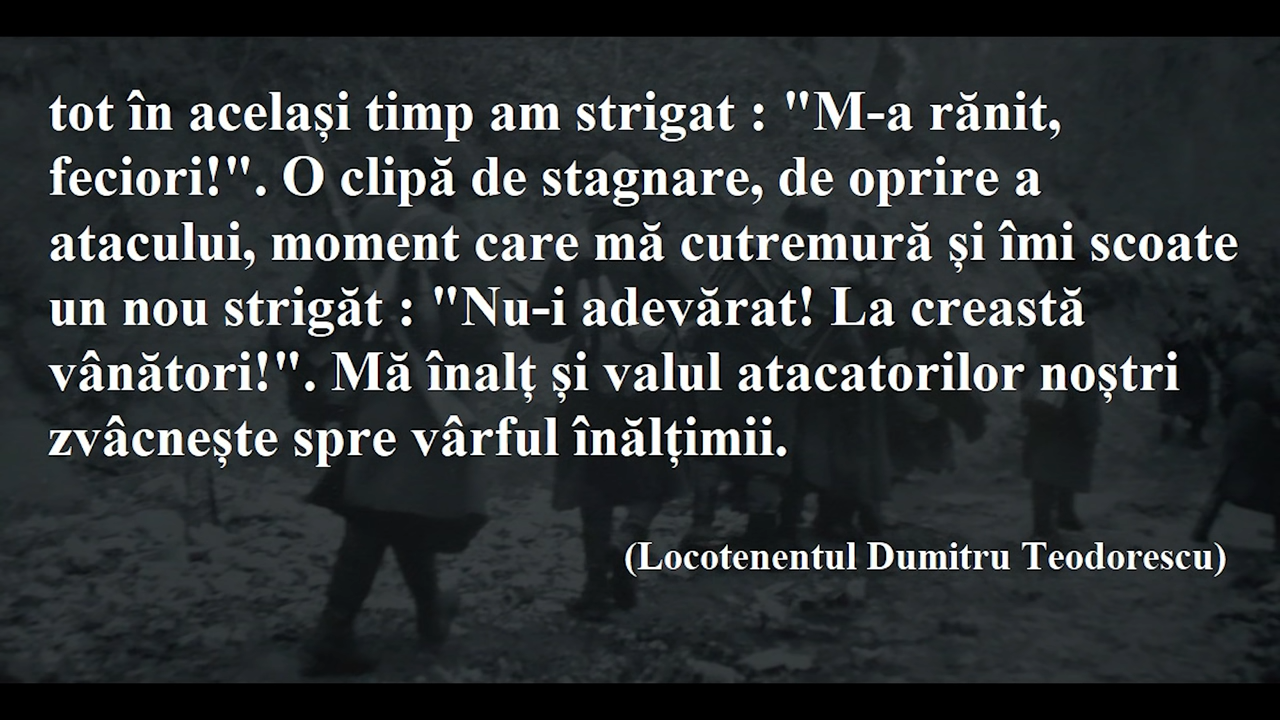 tot în același timp am strigat : "M-a rănit,
feciori!". O clipă de stagnare, de oprire a
atacului, moment care mă cutremură și îmi scoate
un nou strigăt : "Nu-i adevărat! La creastă
vânători!". Mă înalț și valul atacatorilor noștri
zvâcnește spre vârful înălțimii.
(Locotenentul Dumitru Teodorescu)